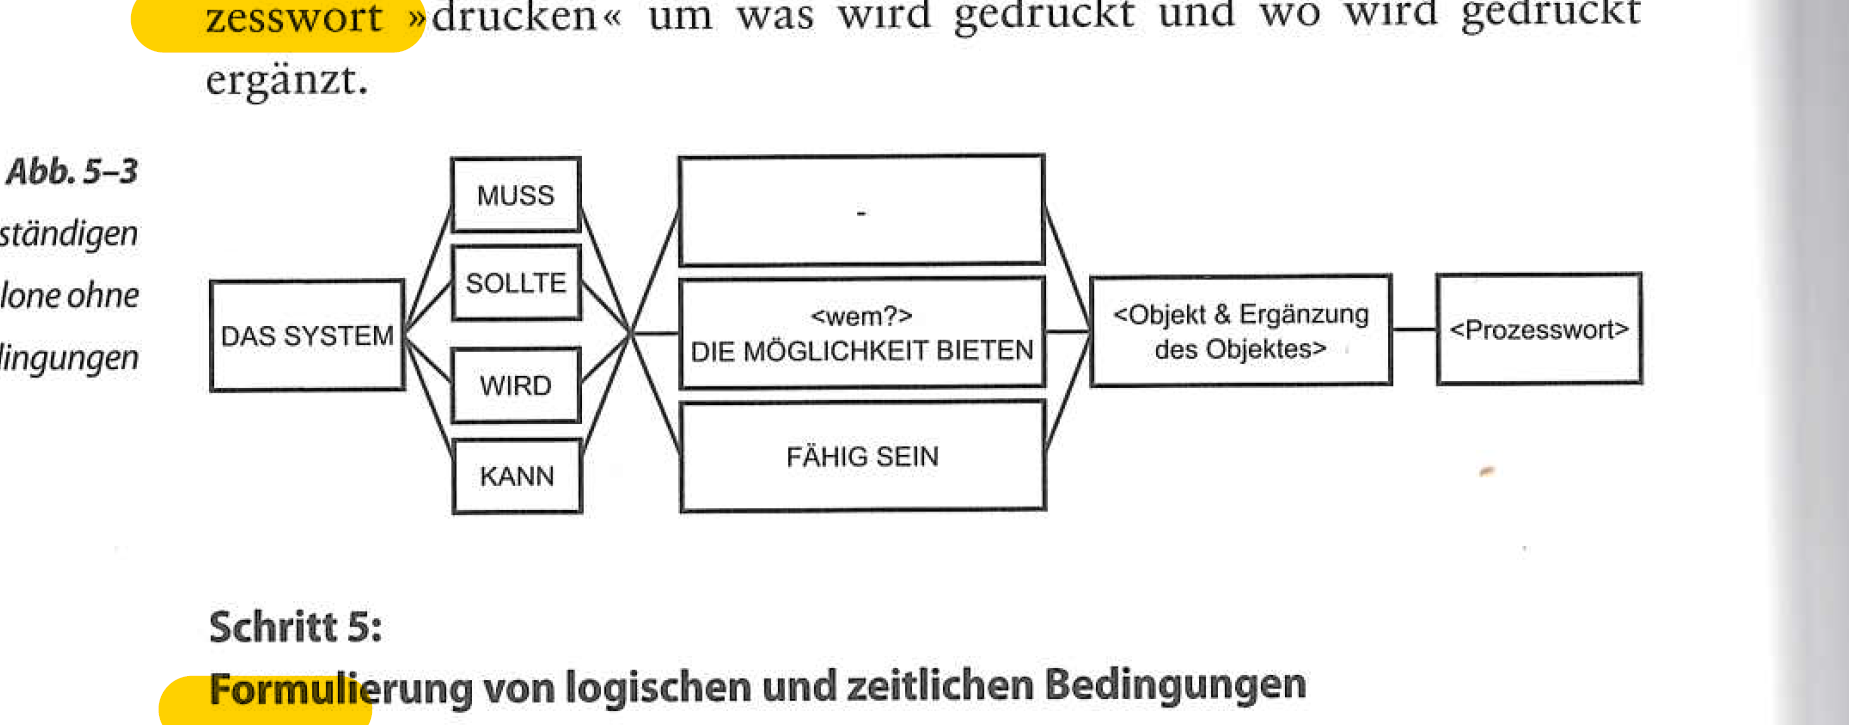 zesswort »drucken« um was wird gedruckt und wo wird gedruckt
ergänzt.
Abb. 5–3
ständigen
lone ohne
lingungen
DAS SYSTEM
MUSS
SOLLTE
WIRD
KANN
-
<wem?>
DIE MÖGLICHKEIT BIETEN
FÄHIG SEIN
<Objekt & Ergänzung
des Objektes>
<Prozesswort>
Schritt 5:
Formulierung von logischen und zeitlichen Bedingungen